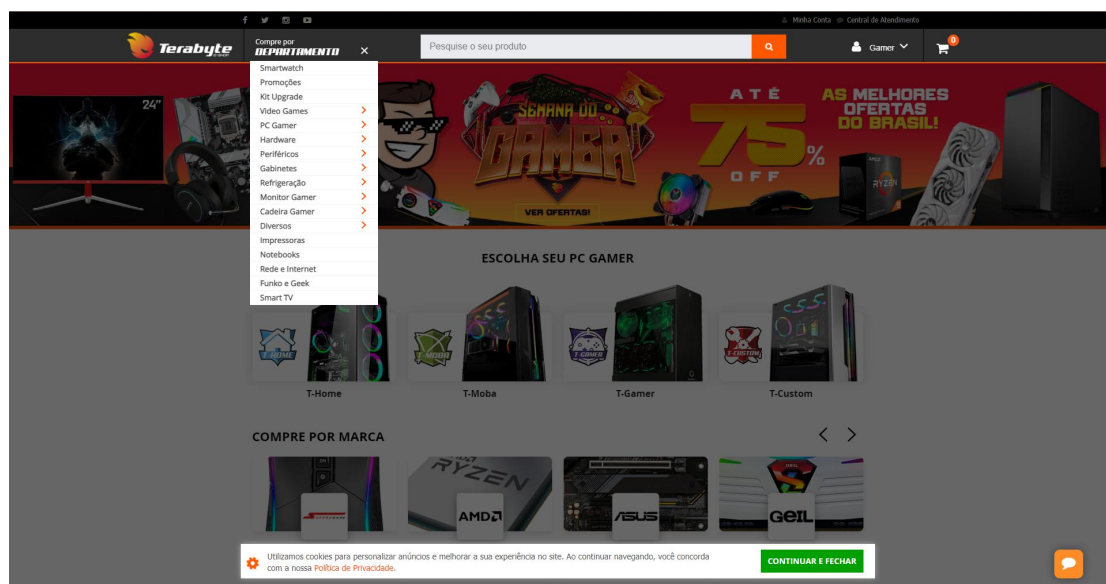 Minha Conta
Central de Atendimento
Terabyte
Compre por
DEPARTAMENTO
Pesquise o seu produto
Gamer
0
Smartwatch
Promoções
Kit Upgrade
Video Games
PC Gamer
Hardware
Periféricos
Gabinetes
Refrigeração
Monitor Gamer
Cadeira Gamer
Diversos
Impressoras
Notebooks
Rede e Internet
Funko e Geek
Smart TV
24"
SEMANA DO
GAMBA
VER OFERTAS!
ATÉ
75%
OFF
AS MELHORES
OFERTAS
DO BRASIL!
AMD
RYZEN
ESCOLHA SEU PC GAMER
T-HOME
T-MOBA
T-GAMER
T-CUSTOM
T-Home
T-Moba
T-Gamer
T-Custom
COMPRE POR MARCA
RYZEN
AMD
ASUS
GEIL
GEIL
Utilizamos cookies para personalizar anúncios e melhorar a sua experiência no site. Ao continuar navegando, você concorda
com a nossa Política de Privacidade.
CONTINUAR E FECHAR